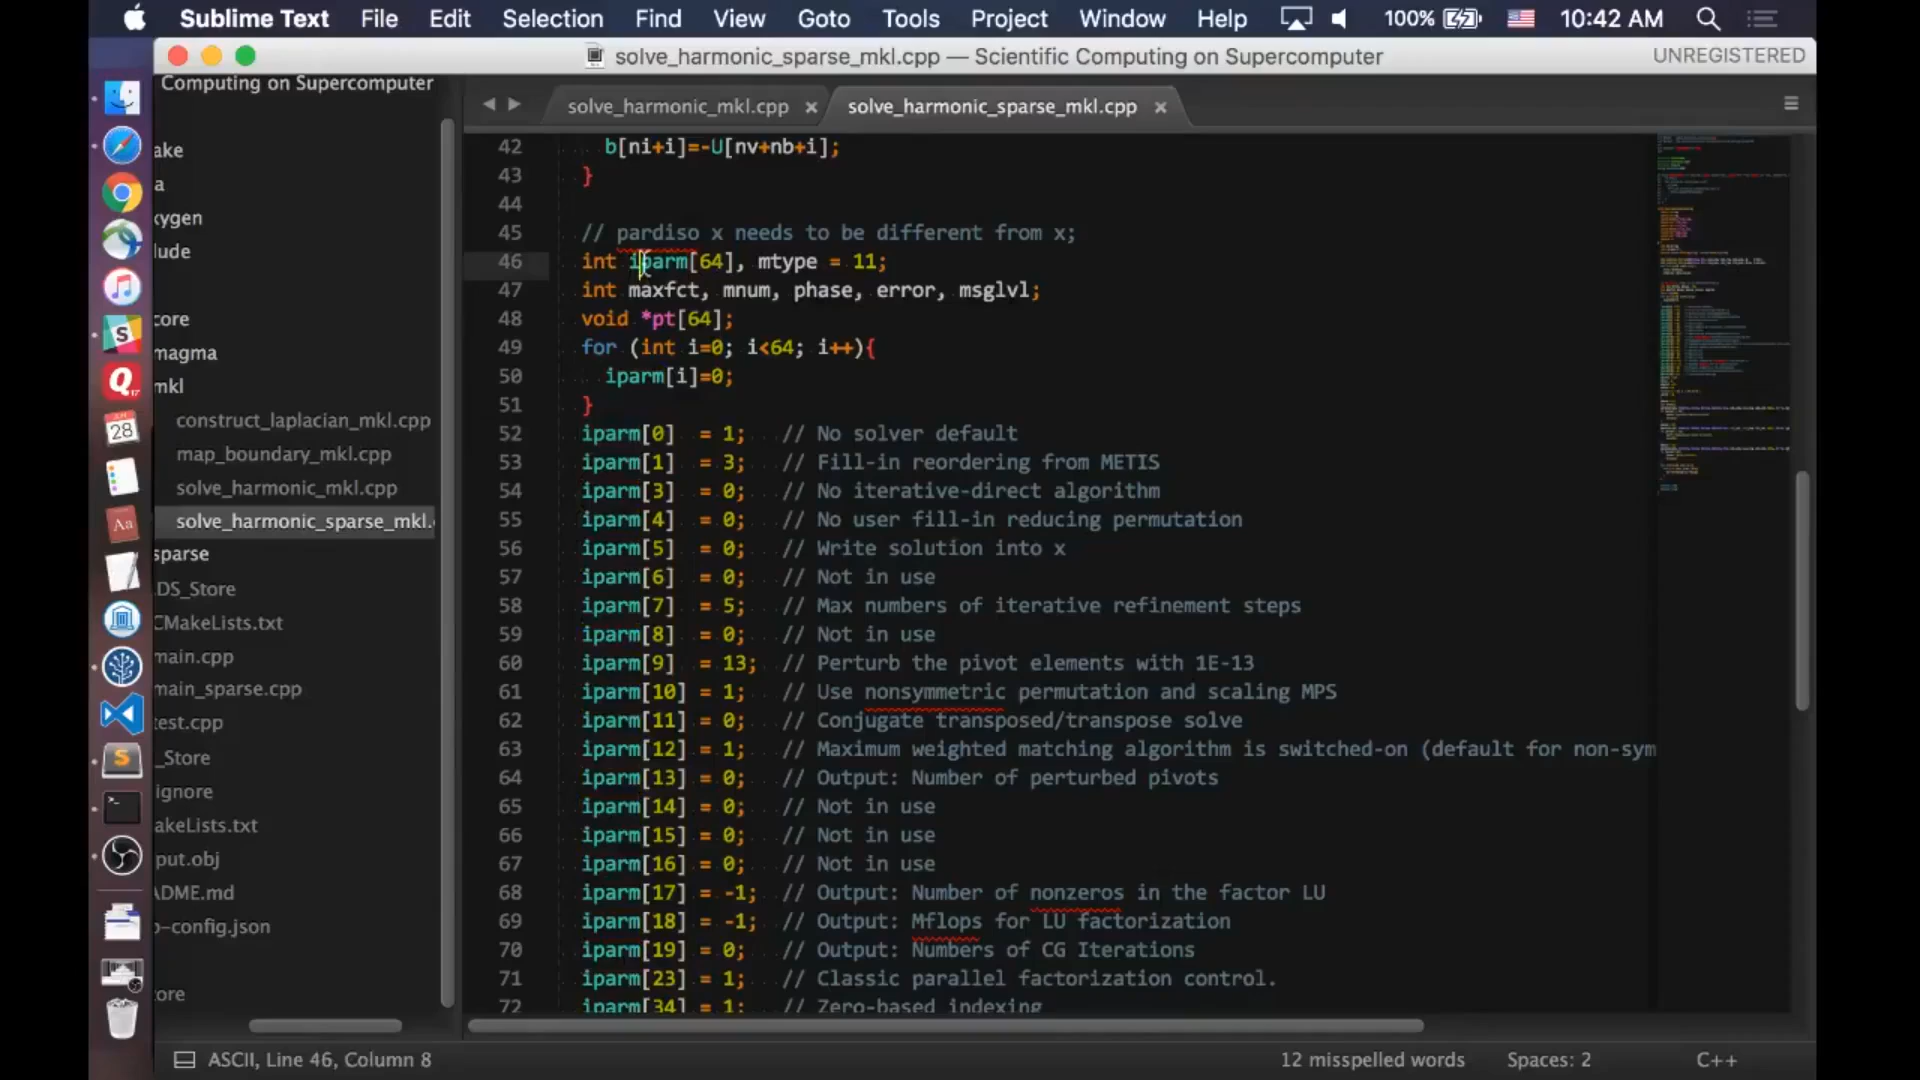 Sublime Text File Edit Selection Find View Goto Tools Project Window Help 100% 10:42 AM
solve_harmonic_sparse_mkl.cpp — Scientific Computing on Supercomputer UNREGISTERED
Computing on Supercomputer
ake
a
xygen
lude
core
magma
mkl
construct_laplacian_mkl.cpp
map_boundary_mkl.cpp
solve_harmonic_mkl.cpp
solve_harmonic_sparse_mkl.
sparse
.DS_Store
CMakeLists.txt
main.cpp
main_sparse.cpp
test.cpp
_Store
ignore
akeLists.txt
put.obj
DME.md
p-config.json
ore
28
Aa
solve_harmonic_mkl.cpp × solve_harmonic_sparse_mkl.cpp ×
42 b[ni+i]=-U[nv+nb+i];
43 }
44
45 // pardiso x needs to be different from x;
46 int iparm[64], mtype = 11;
47 int maxfct, mnum, phase, error, msglvl;
48 void *pt[64];
49 for (int i=0; i<64; i++){
50 iparm[i]=0;
51 }
52 iparm[0] = 1; // No solver default
53 iparm[1] = 3; // Fill-in reordering from METIS
54 iparm[3] = 0; // No iterative-direct algorithm
55 iparm[4] = 0; // No user fill-in reducing permutation
56 iparm[5] = 0; // Write solution into x
57 iparm[6] = 0; // Not in use
58 iparm[7] = 5; // Max numbers of iterative refinement steps
59 iparm[8] = 0; // Not in use
60 iparm[9] = 13; // Perturb the pivot elements with 1E-13
61 iparm[10] = 1; // Use nonsymmetric permutation and scaling MPS
62 iparm[11] = 0; // Conjugate transposed/transpose solve
63 iparm[12] = 1; // Maximum weighted matching algorithm is switched-on (default for non-sym
64 iparm[13] = 0; // Output: Number of perturbed pivots
65 iparm[14] = 0; // Not in use
66 iparm[15] = 0; // Not in use
67 iparm[16] = 0; // Not in use
68 iparm[17] = -1; // Output: Number of nonzeros in the factor LU
69 iparm[18] = -1; // Output: Mflops for LU factorization
70 iparm[19] = 0; // Output: Numbers of CG Iterations
71 iparm[23] = 1; // Classic parallel factorization control.
72 iparm[34] = 1; // Zero-based indexing
ASCII, Line 46, Column 8 12 misspelled words Spaces: 2 C++